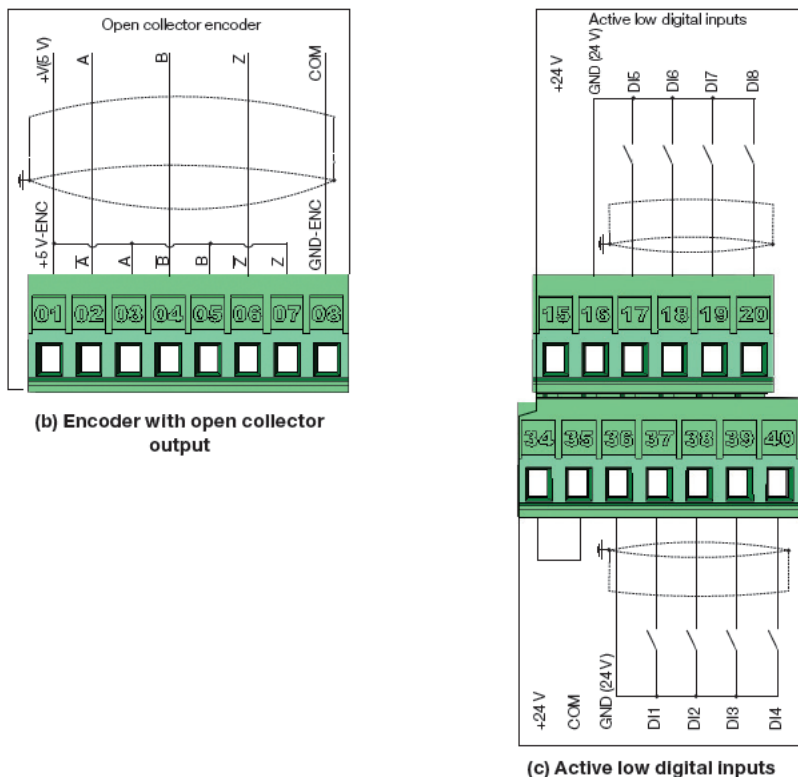 Open collector encoder
+V(5 V)
A
B
Z
COM
+5 V-ENC
A̅
A
B̅
B
Z̅
Z
GND-ENC
01 02 03 04 05 06 07 08
(b) Encoder with open collector
output
Active low digital inputs
+24 V
GND (24 V)
DI5
DI6
DI7
DI8
15 16 17 18 19 20
34 35 36 37 38 39 40
+24 V
COM
GND (24 V)
DI1
DI2
DI3
DI4
(c) Active low digital inputs